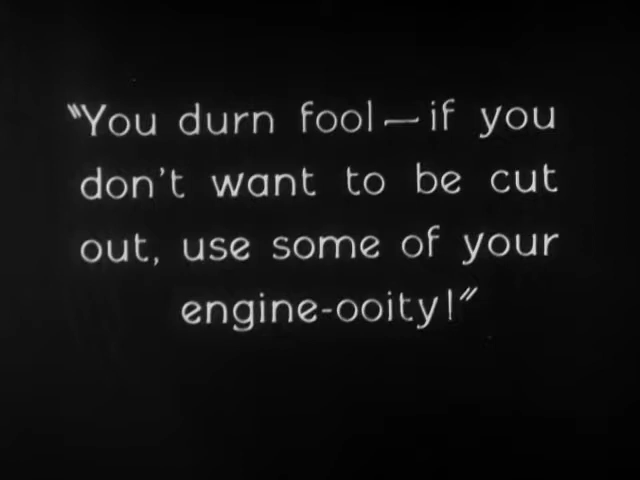 "You durn fool — if you
don't want to be cut
out, use some of your
engine-ooity!"